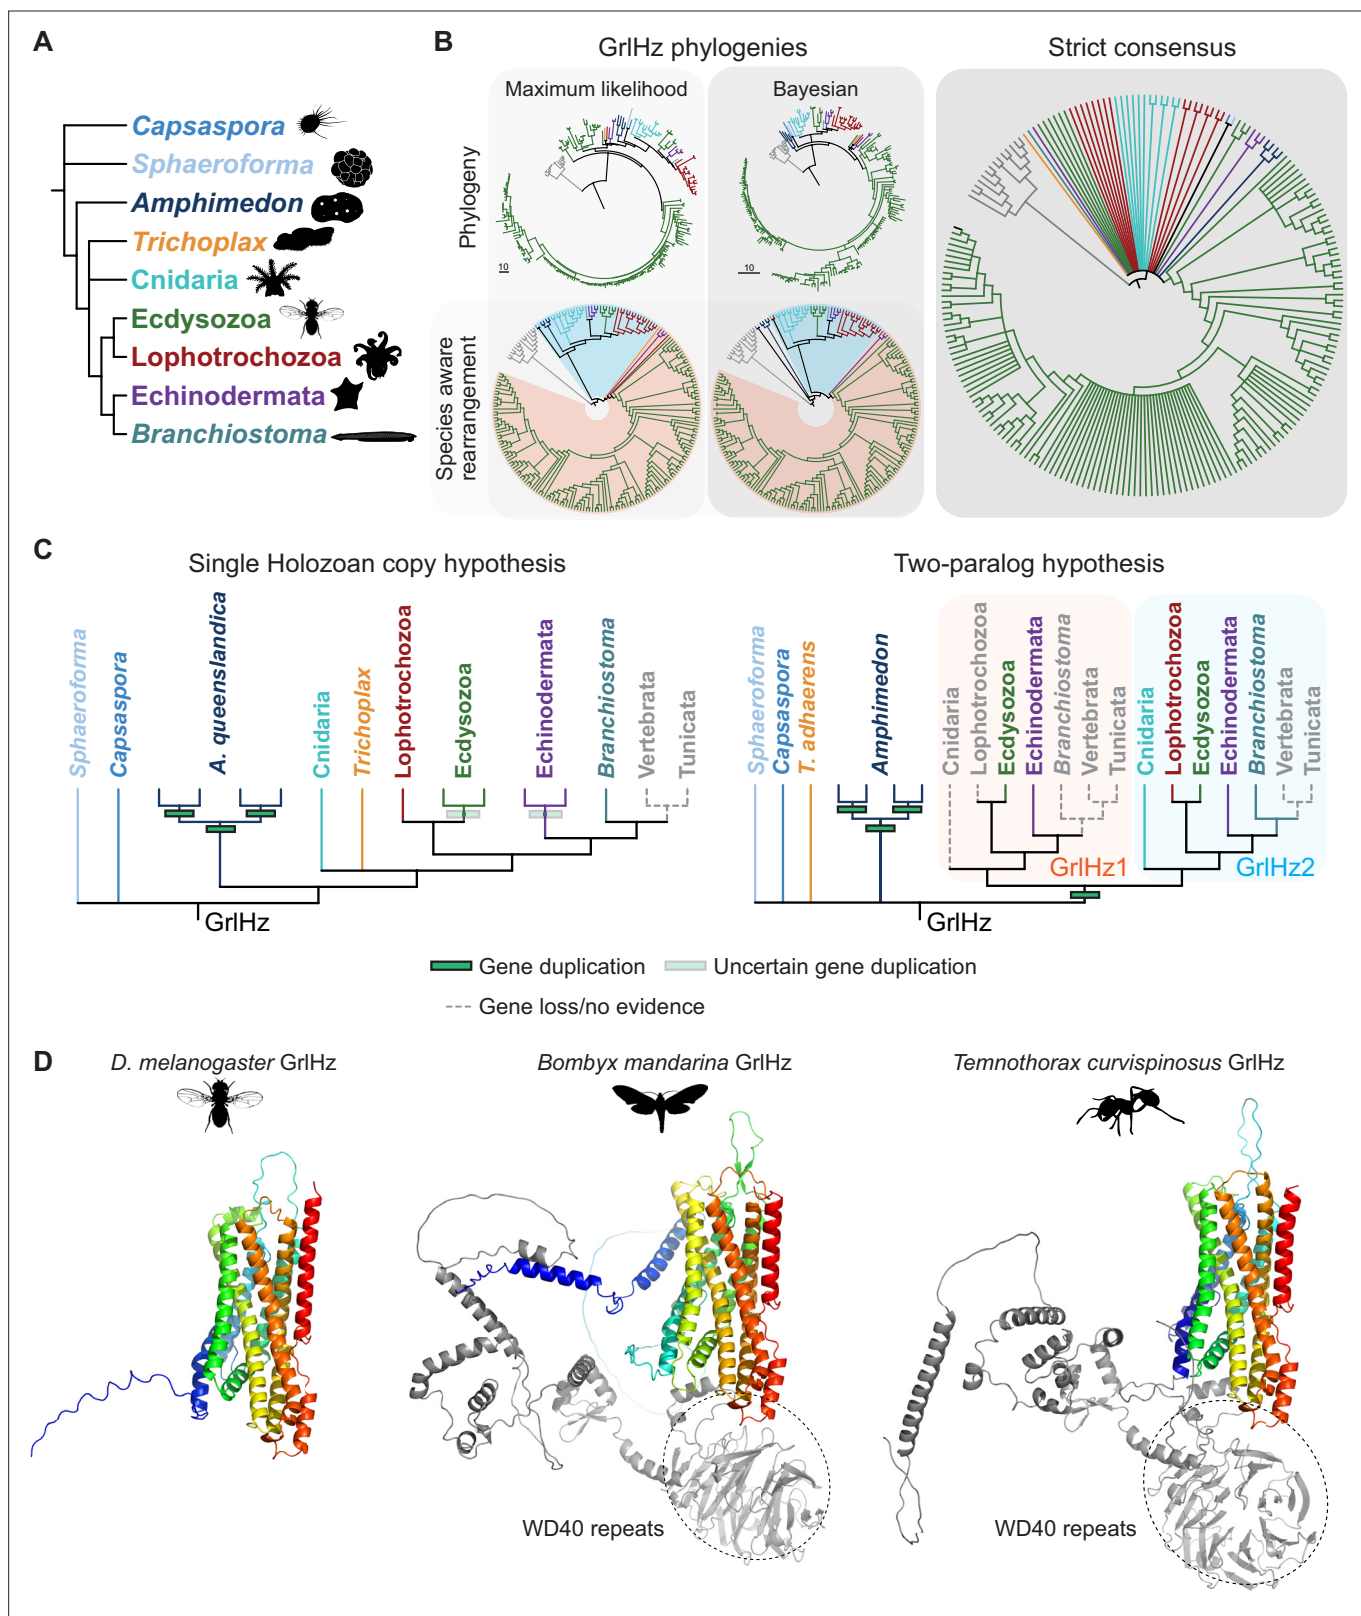 A
Capsaspora
Sphaeroforma
Amphimedon
Trichoplax
Cnidaria
Ecdysozoa
Lophotrochozoa
Echinodermata
Branchiostoma
B
GrlHz phylogenies
Strict consensus
Maximum likelihood
Bayesian
Phylogeny
10
10
Species aware
rearrangement
C
Single Holozoan copy hypothesis
Two-paralog hypothesis
Sphaeroforma
Capsaspora
A. queenslandica
Cnidaria
Trichoplax
Lophotrochozoa
Ecdysozoa
Echinodermata
Branchiostoma
Vertebrata
Tunicata
GrlHz
Sphaeroforma
Capsaspora
T. adhaerens
Amphimedon
Cnidaria
Lophotrochozoa
Ecdysozoa
Echinodermata
Branchiostoma
Vertebrata
Tunicata
Cnidaria
Lophotrochozoa
Ecdysozoa
Echinodermata
Branchiostoma
Vertebrata
Tunicata
GrlHz1
GrlHz2
GrlHz
Gene duplication
Uncertain gene duplication
Gene loss/no evidence
D
D. melanogaster GrlHz
Bombyx mandarina GrlHz
Temnothorax curvispinosus GrlHz
WD40 repeats
WD40 repeats